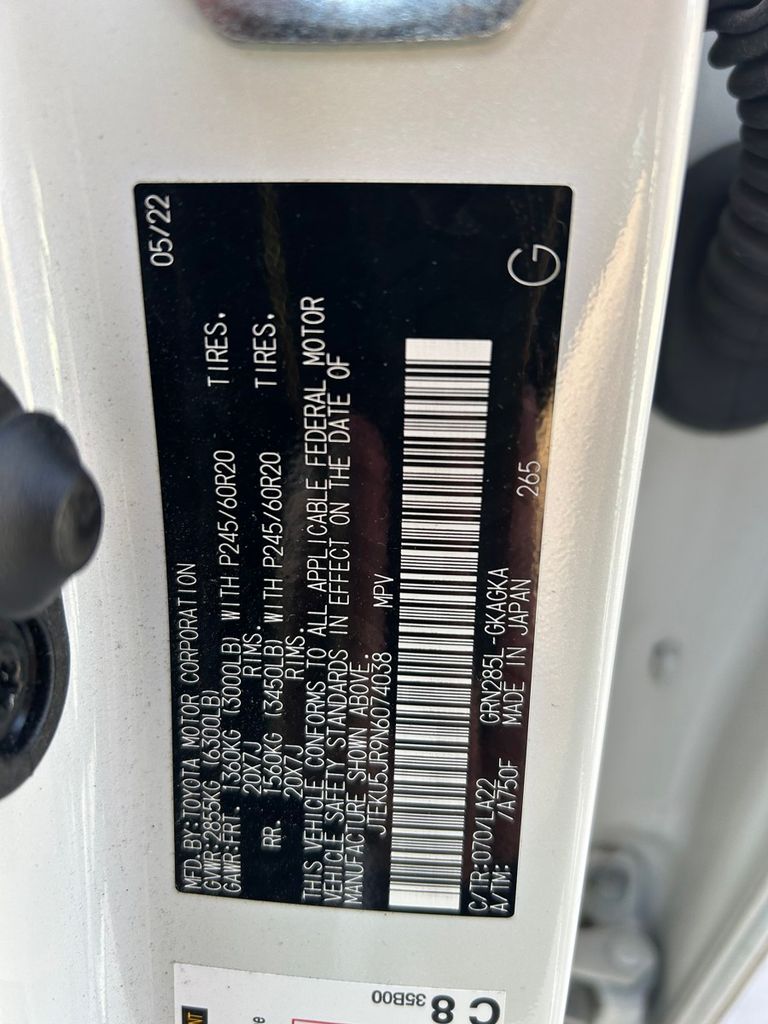 MFD.BY:TOYOTA MOTOR CORPORATION 05/22
GVWR:2855KG (6300LB)
GAWR:FRT 1360KG (3000LB) WITH P245/60R20 TIRES.
20X7J RIMS.
RR. 1560KG (3450LB) WITH P245/60R20 TIRES.
20X7J RIMS.
THIS VEHICLE CONFORMS TO ALL APPLICABLE FEDERAL MOTOR
VEHICLE SAFETY STANDARDS IN EFFECT ON THE DATE OF
MANUFACTURE SHOWN ABOVE.
JTEKU5JR9N6074038 MPV
C/TR:070/LA22 GRN285L-GKAGKA 265
A/TM: /A750F MADE IN JAPAN G
C8
35B00